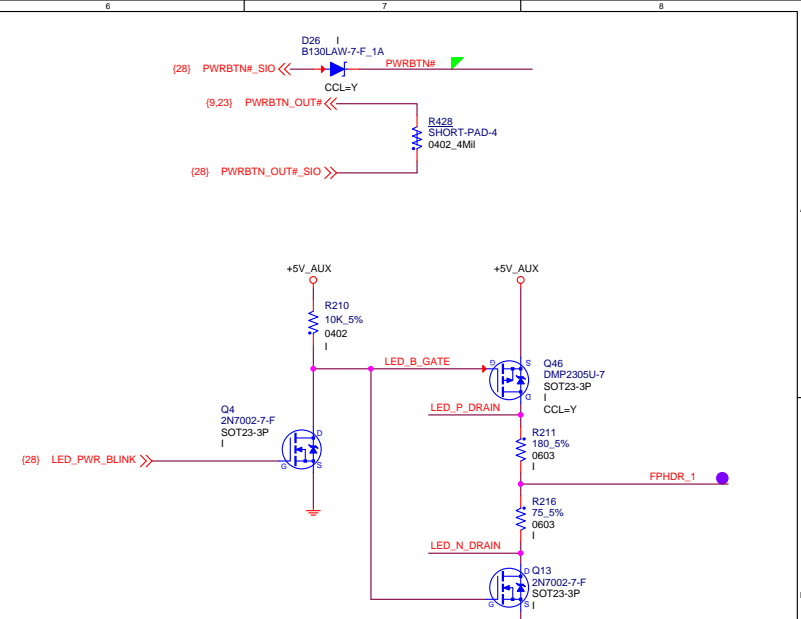 6 7 8
D26 I
B130LAW-7-F_1A
{28} PWRBTN#_SIO PWRBTN#
CCL=Y
{9,23} PWRBTN_OUT#
R428
SHORT-PAD-4
0402_4Mil
{28} PWRBTN_OUT#_SIO
+5V_AUX +5V_AUX
R210
10K_5%
0402
I
LED_B_GATE
G S D
Q46
DMP2305U-7
SOT23-3P
I
CCL=Y
LED_P_DRAIN
Q4
2N7002-7-F
SOT23-3P
I
D G S
{28} LED_PWR_BLINK
R211
180_5%
0603
I
FPHDR_1
R216
75_5%
0603
I
LED_N_DRAIN
D G S
Q13
2N7002-7-F
SOT23-3P
I